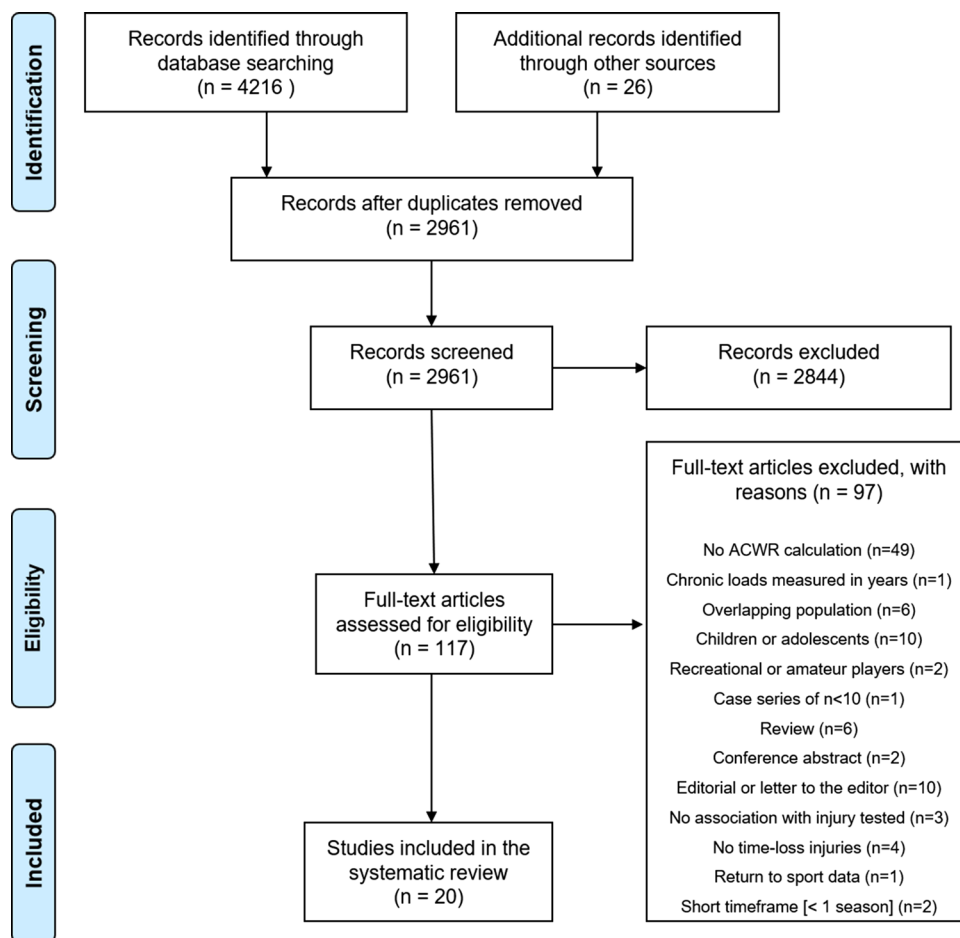 Identification
Records identified through
database searching
(n = 4216 )
Additional records identified
through other sources
(n = 26)
Records after duplicates removed
(n = 2961)
Screening
Records screened
(n = 2961)
Records excluded
(n = 2844)
Eligibility
Full-text articles
assessed for eligibility
(n = 117)
Full-text articles excluded, with
reasons (n = 97)
No ACWR calculation (n=49)
Chronic loads measured in years (n=1)
Overlapping population (n=6)
Children or adolescents (n=10)
Recreational or amateur players (n=2)
Case series of n<10 (n=1)
Review (n=6)
Conference abstract (n=2)
Editorial or letter to the editor (n=10)
No association with injury tested (n=3)
No time-loss injuries (n=4)
Return to sport data (n=1)
Short timeframe [< 1 season] (n=2)
Included
Studies included in the
systematic review
(n = 20)